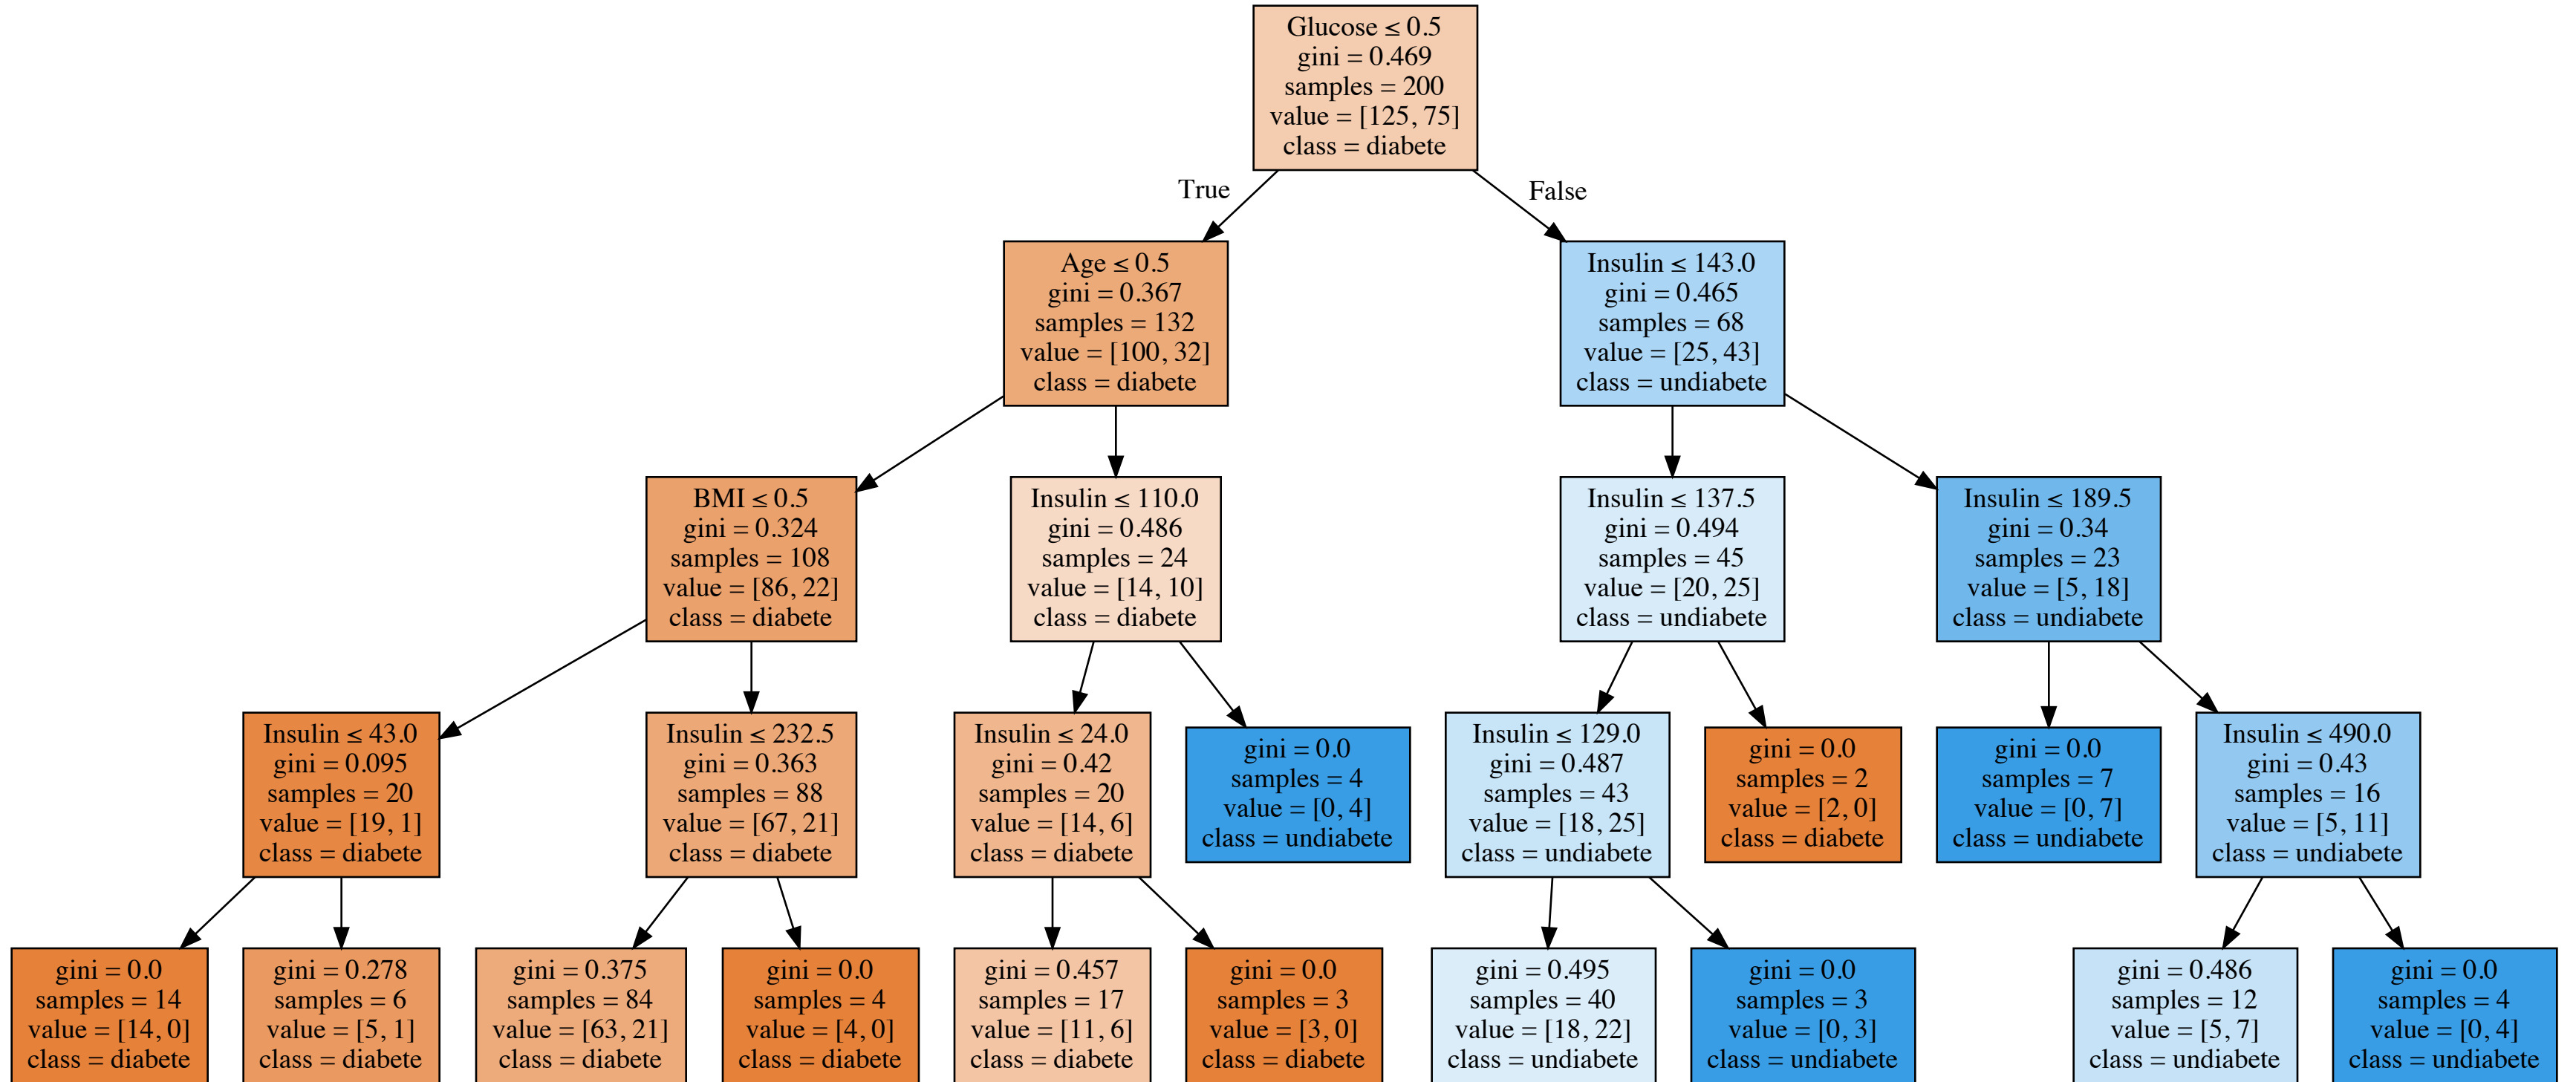 Glucose ≤ 0.5
gini = 0.469
samples = 200
value = [125, 75]
class = diabete
True
False
Age ≤ 0.5
gini = 0.367
samples = 132
value = [100, 32]
class = diabete
Insulin ≤ 143.0
gini = 0.465
samples = 68
value = [25, 43]
class = undiabete
BMI ≤ 0.5
gini = 0.324
samples = 108
value = [86, 22]
class = diabete
Insulin ≤ 110.0
gini = 0.486
samples = 24
value = [14, 10]
class = diabete
Insulin ≤ 137.5
gini = 0.494
samples = 45
value = [20, 25]
class = undiabete
Insulin ≤ 189.5
gini = 0.34
samples = 23
value = [5, 18]
class = undiabete
Insulin ≤ 43.0
gini = 0.095
samples = 20
value = [19, 1]
class = diabete
Insulin ≤ 232.5
gini = 0.363
samples = 88
value = [67, 21]
class = diabete
Insulin ≤ 24.0
gini = 0.42
samples = 20
value = [14, 6]
class = diabete
gini = 0.0
samples = 4
value = [0, 4]
class = undiabete
Insulin ≤ 129.0
gini = 0.487
samples = 43
value = [18, 25]
class = undiabete
gini = 0.0
samples = 2
value = [2, 0]
class = diabete
gini = 0.0
samples = 7
value = [0, 7]
class = undiabete
Insulin ≤ 490.0
gini = 0.43
samples = 16
value = [5, 11]
class = undiabete
gini = 0.0
samples = 14
value = [14, 0]
class = diabete
gini = 0.278
samples = 6
value = [5, 1]
class = diabete
gini = 0.375
samples = 84
value = [63, 21]
class = diabete
gini = 0.0
samples = 4
value = [4, 0]
class = diabete
gini = 0.457
samples = 17
value = [11, 6]
class = diabete
gini = 0.0
samples = 3
value = [3, 0]
class = diabete
gini = 0.495
samples = 40
value = [18, 22]
class = undiabete
gini = 0.0
samples = 3
value = [0, 3]
class = undiabete
gini = 0.486
samples = 12
value = [5, 7]
class = undiabete
gini = 0.0
samples = 4
value = [0, 4]
class = undiabete